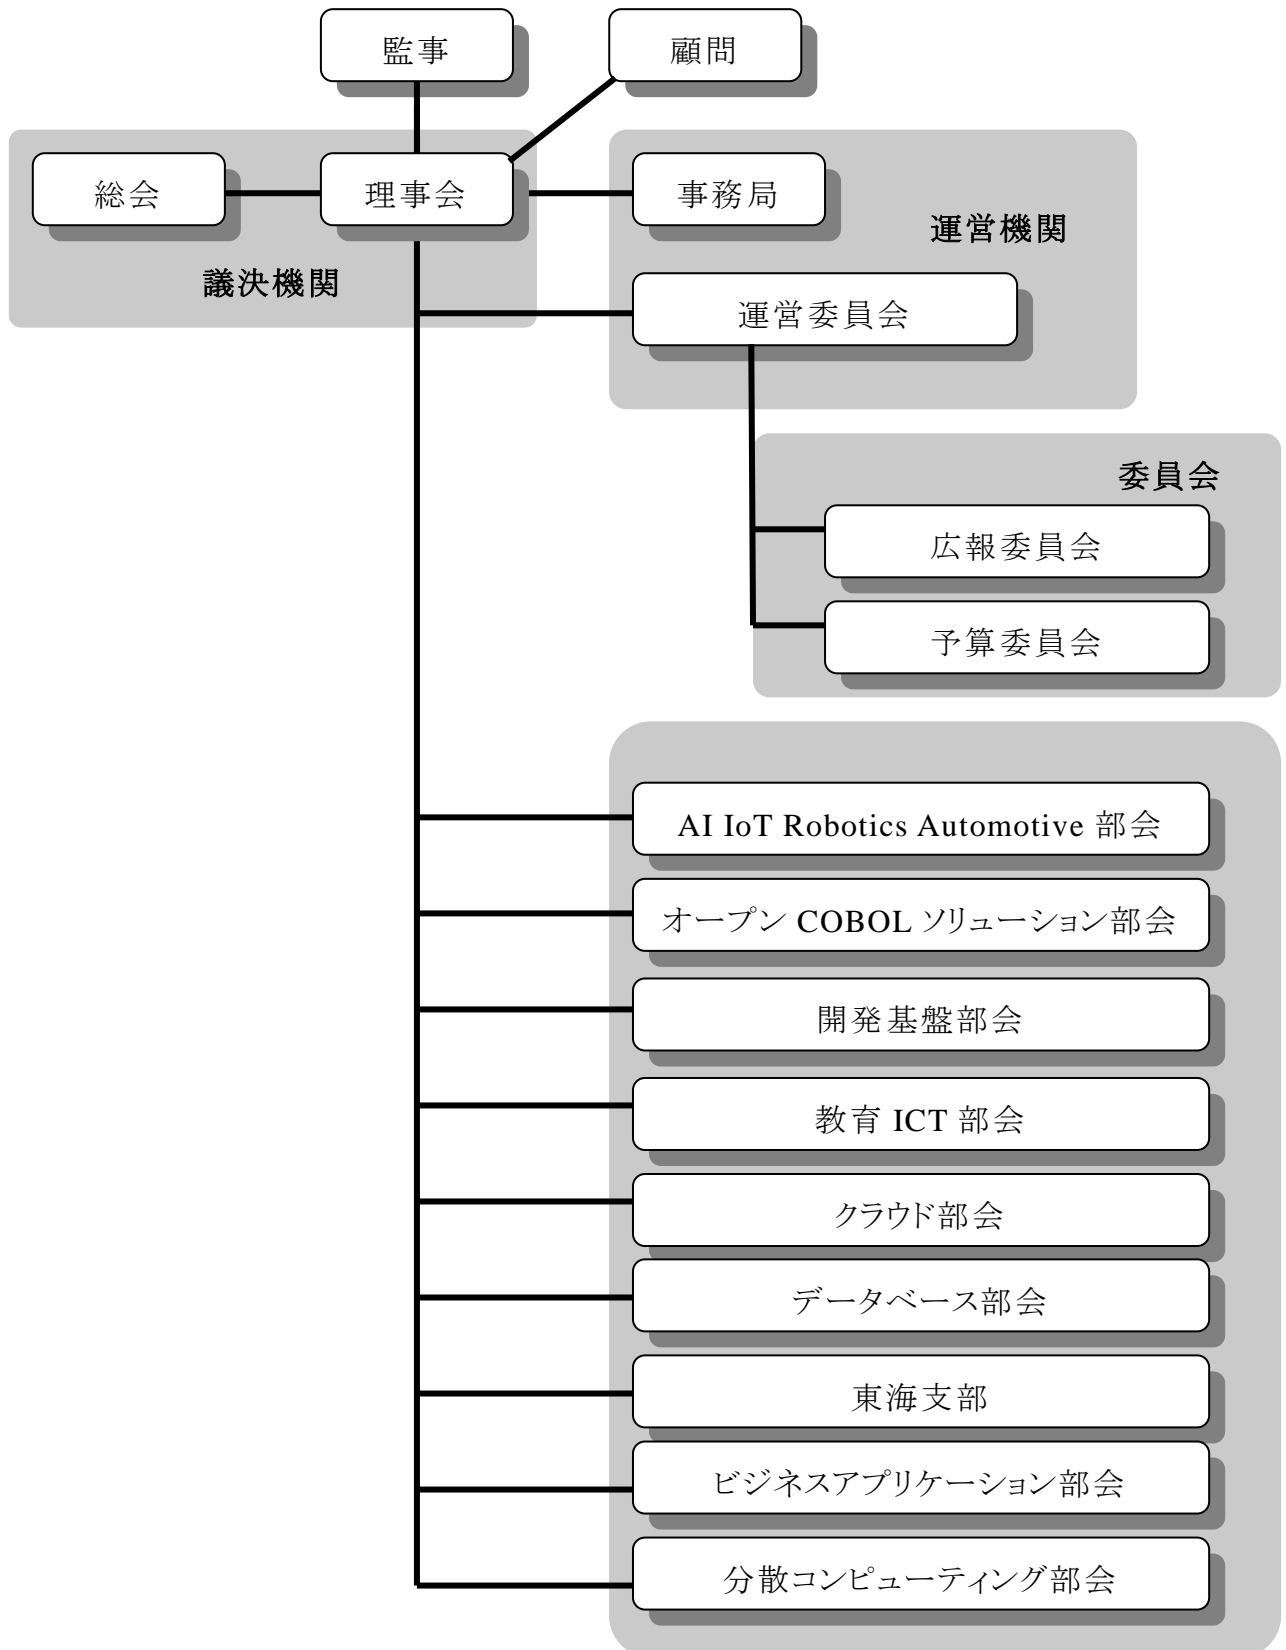 監事
顧問
総会
理事会
事務局
運営機関
議決機関
運営委員会
委員会
広報委員会
予算委員会
AI IoT Robotics Automotive 部会
オープン COBOL ソリューション部会
開発基盤部会
教育 ICT 部会
クラウド部会
データベース部会
東海支部
ビジネスアプリケーション部会
分散コンピューティング部会